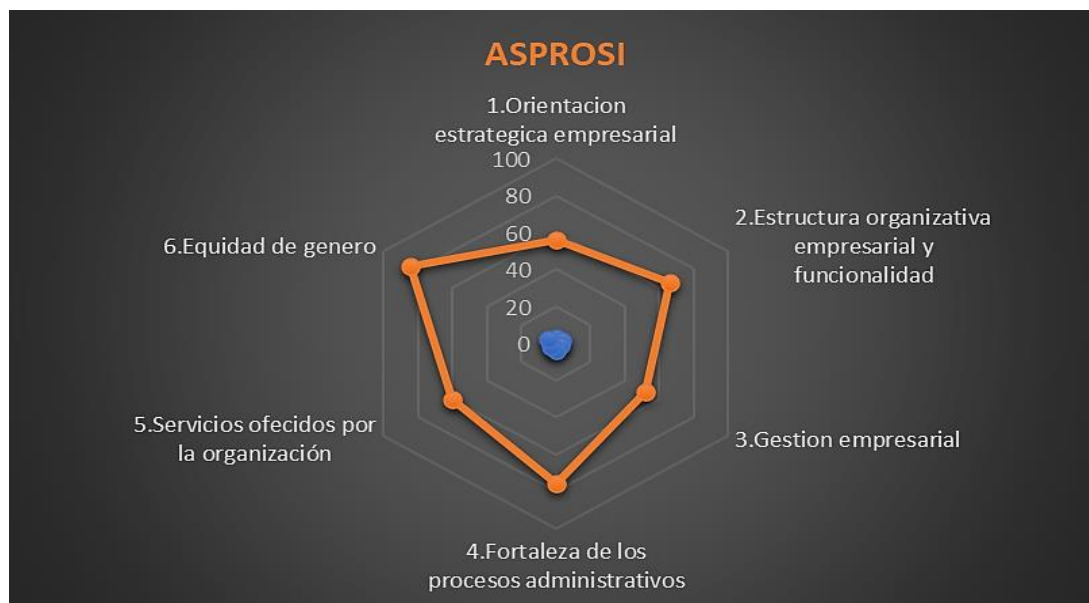 ASPROSI
1.Orientacion
estrategica empresarial
100
80
60
40
20
0
2.Estructura organizativa
empresarial y
funcionalidad
3.Gestion empresarial
4.Fortaleza de los
procesos administrativos
5.Servicios ofecidos por
la organización
6.Equidad de genero